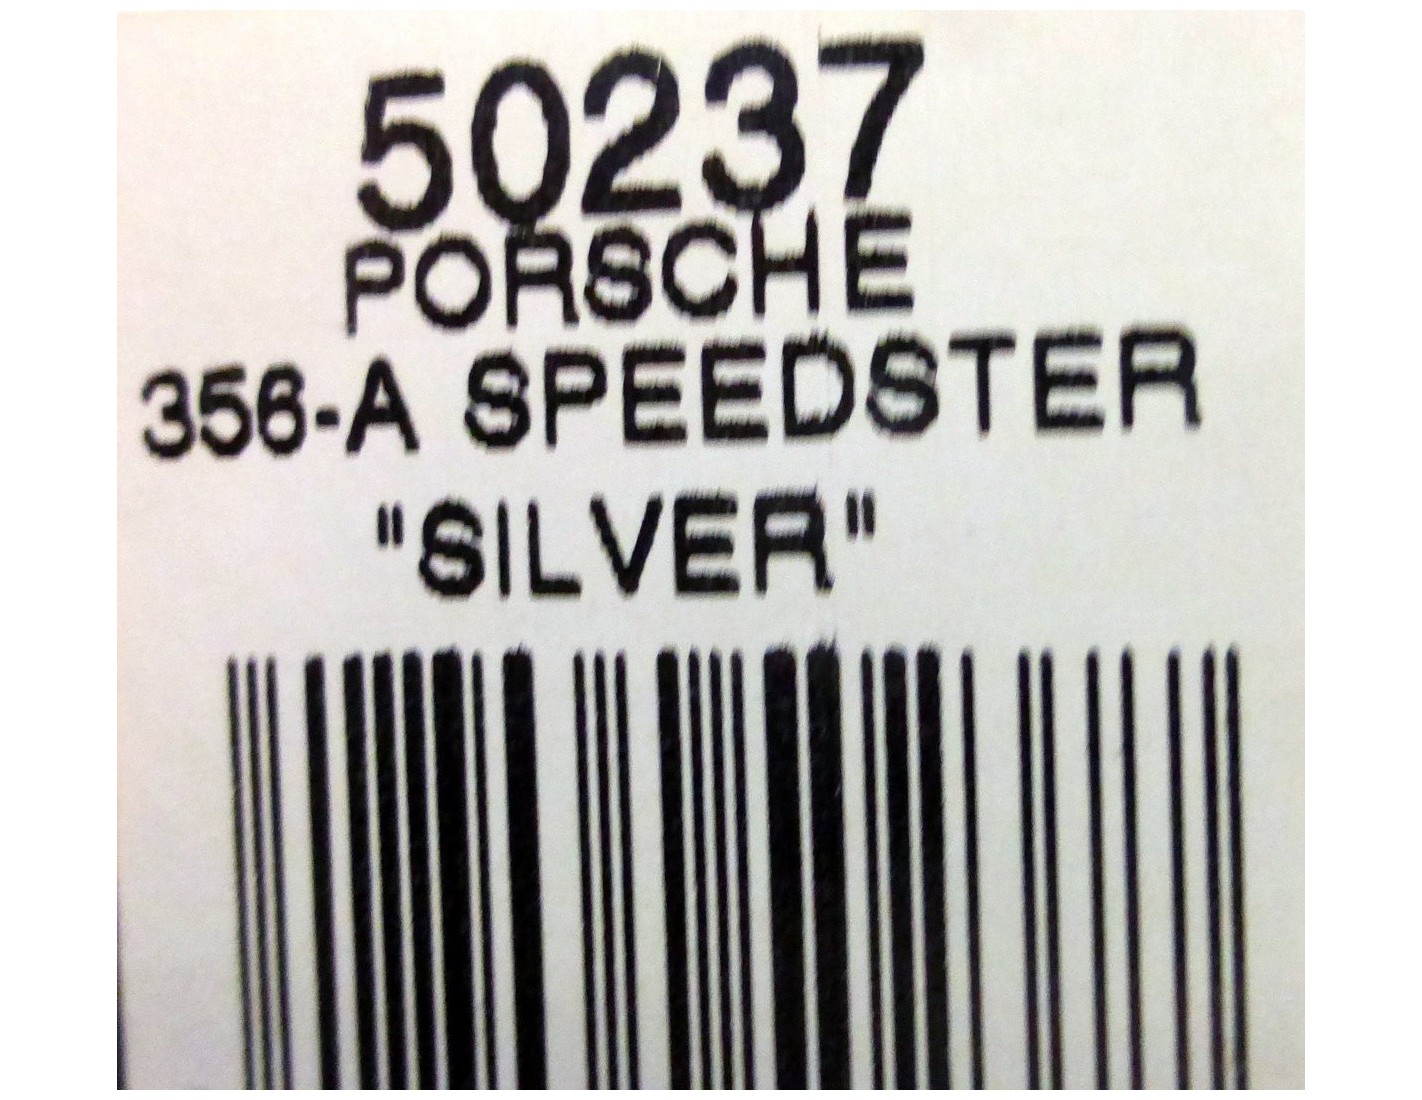 50237
PORSCHE
356-A SPEEDSTER
"SILVER"